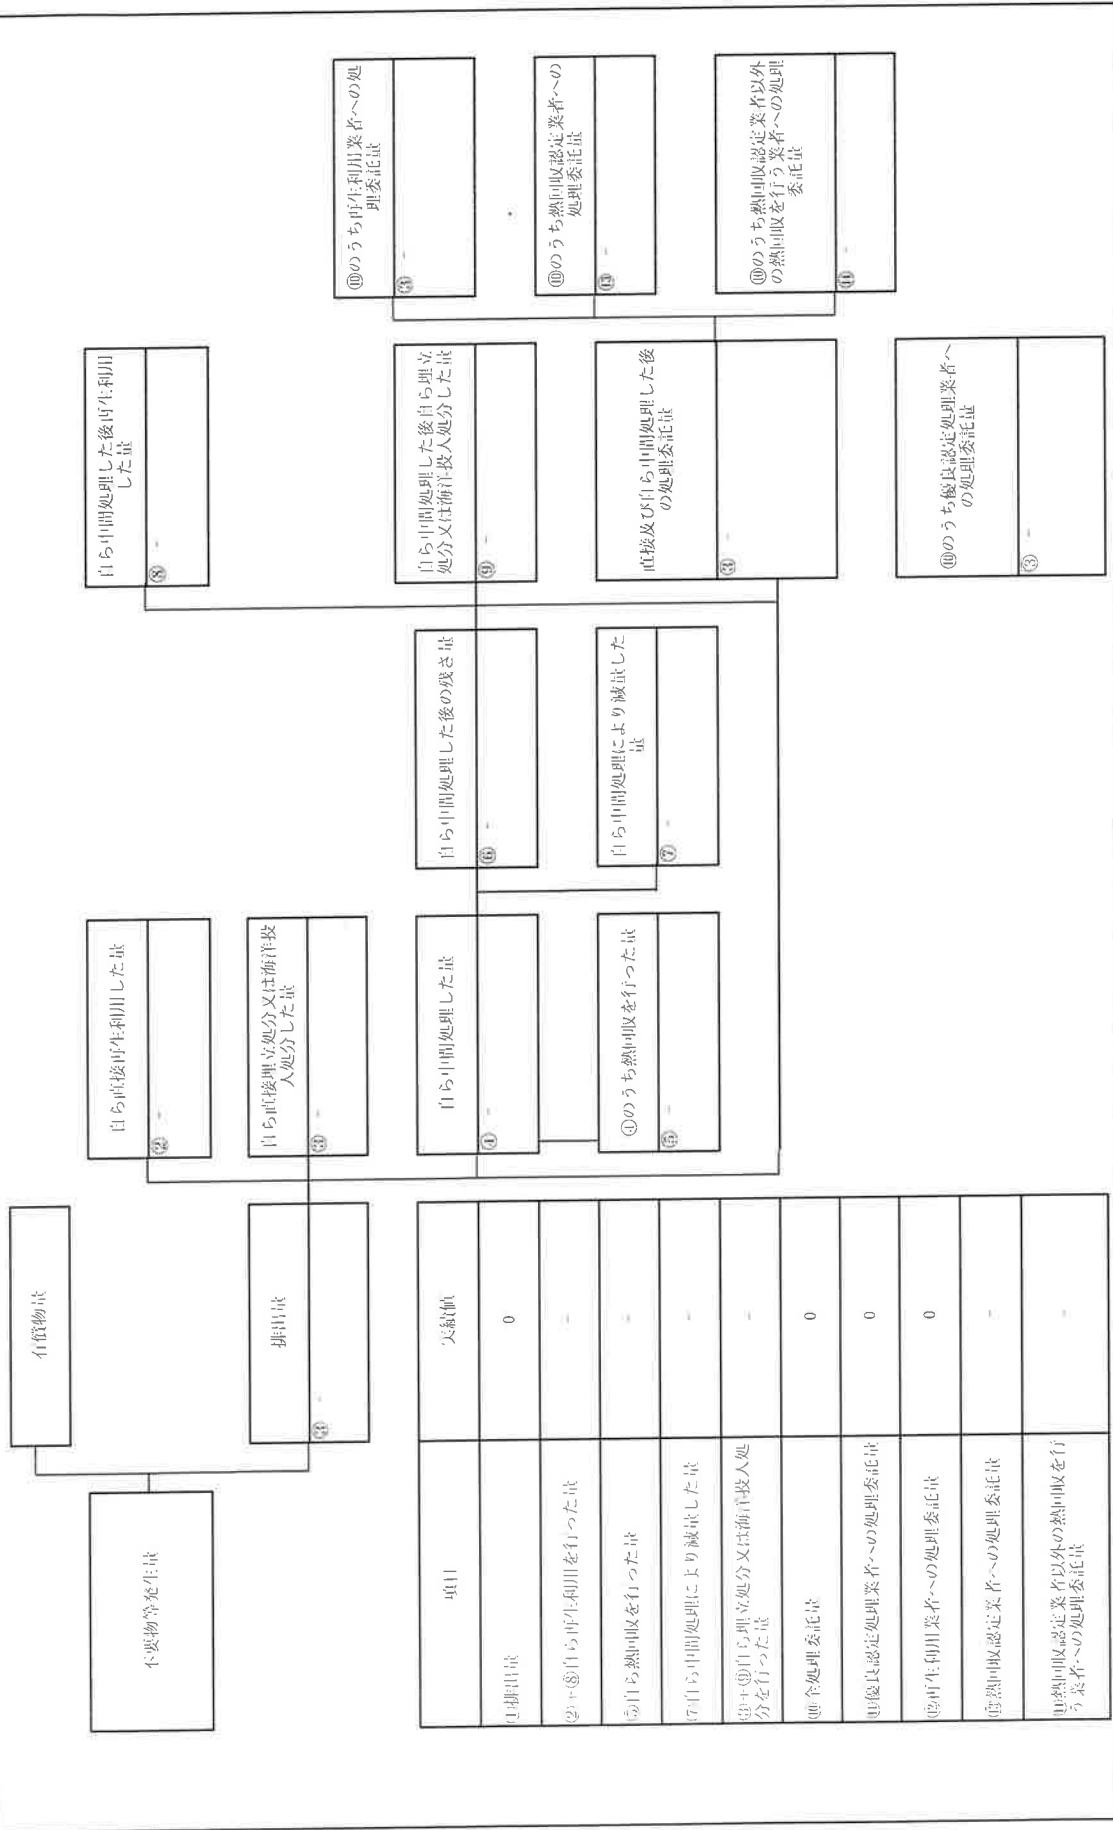 有償物量
不要物等発生量
排出量
−
自ら直接再生利用した量
② −
自ら直接埋立処分又は海洋投
入処分した量
③ −
自ら中間処理した量
④ −
④のうち熱回収を行った量
⑤ −
自ら中間処理した後の残さ量
⑥ −
自ら中間処理により減量した
量
⑦ −
自ら中間処理した後再生利用
した量
⑧ −
自ら中間処理した後自ら埋立
処分又は海洋投入処分した量
⑨ −
直接及び自ら中間処理した後
の処理委託量
−
⑩のうち優良認定処理業者へ
の処理委託量
−
⑩のうち再生利用業者への処
理委託量
−
⑩のうち熱回収認定業者への
処理委託量
⑬ −
⑩のうち熱回収認定業者以外
の熱回収を行う業者への処理
委託量
−
項目 実績値
①排出量 0
②+⑧自ら再生利用を行った量 −
⑤自ら熱回収を行った量 −
⑦自ら中間処理により減量した量 −
③+⑨自ら埋立処分又は海洋投入処
分を行った量 −
⑩全処理委託量 0
⑪優良認定処理業者への処理委託量 0
⑫再生利用業者への処理委託量 0
⑬熱回収認定業者への処理委託量 −
⑭熱回収認定業者以外の熱回収を行
う業者への処理委託量 −